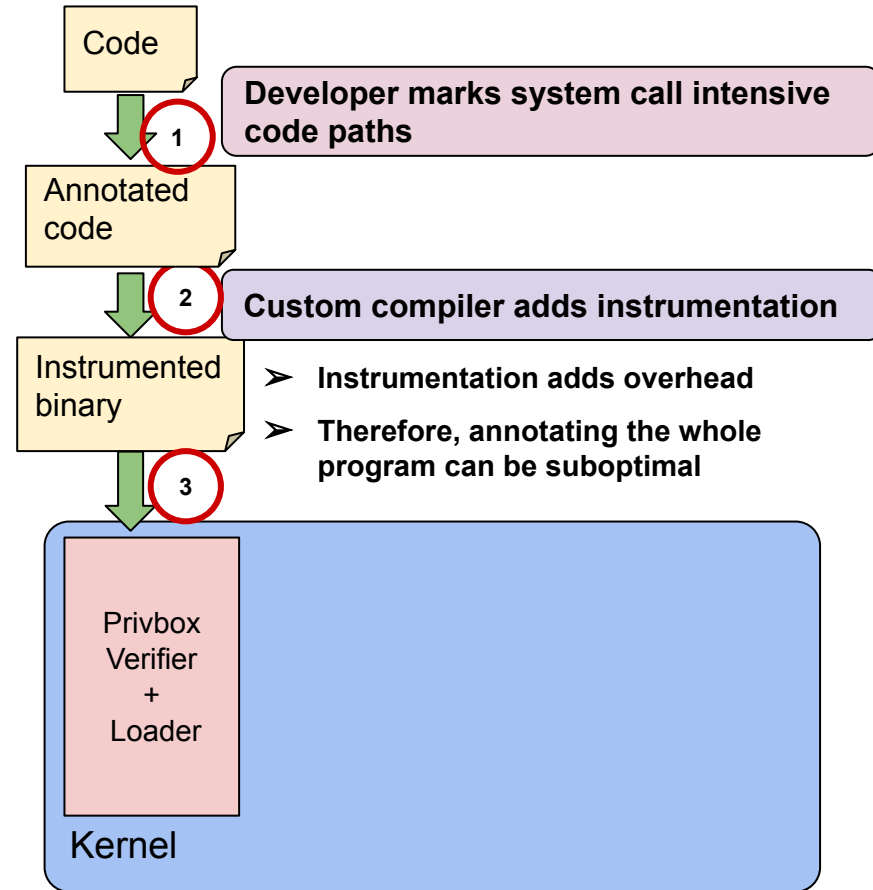 Code
1
Developer marks system call intensive
code paths
Annotated
code
2
Custom compiler adds instrumentation
Instrumented
binary
➢ Instrumentation adds overhead
➢ Therefore, annotating the whole
program can be suboptimal
3
Privbox
Verifier
+
Loader
Kernel